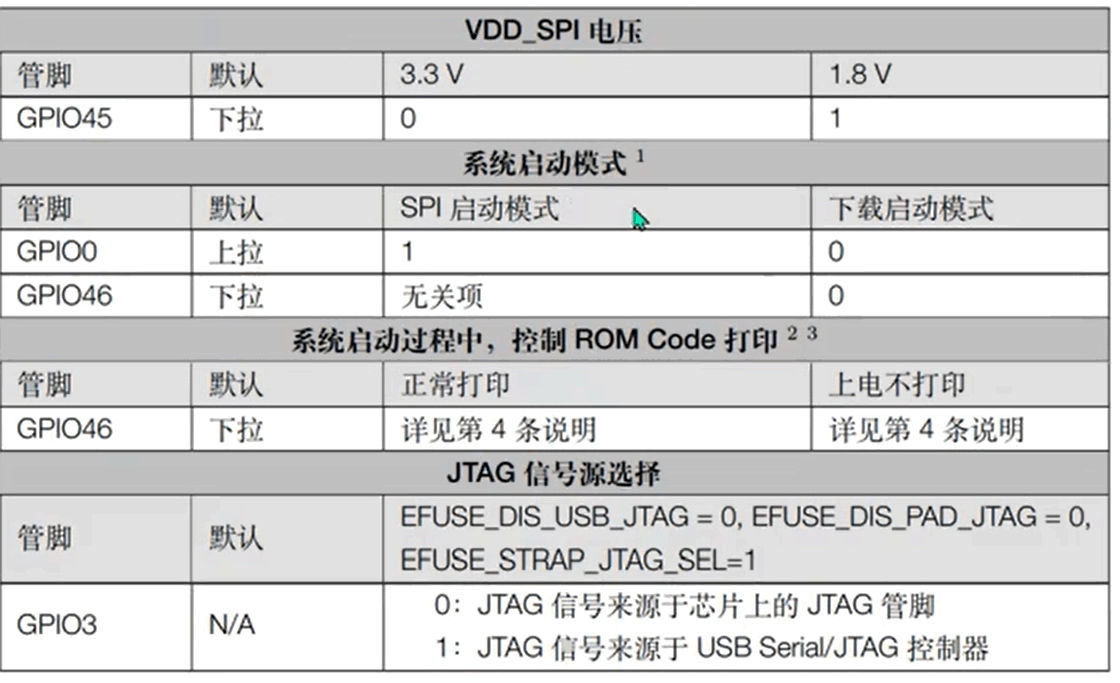 VDD_SPI 电压
管脚 默认 3.3 V 1.8 V
GPIO45 下拉 0 1
系统启动模式 1
管脚 默认 SPI 启动模式 下载启动模式
GPIO0 上拉 1 0
GPIO46 下拉 无关项 0
系统启动过程中，控制 ROM Code 打印 2 3
管脚 默认 正常打印 上电不打印
GPIO46 下拉 详见第 4 条说明 详见第 4 条说明
JTAG 信号源选择
管脚 默认 EFUSE_DIS_USB_JTAG = 0, EFUSE_DIS_PAD_JTAG = 0,
EFUSE_STRAP_JTAG_SEL=1
GPIO3 N/A 0：JTAG 信号来源于芯片上的 JTAG 管脚
1：JTAG 信号来源于 USB Serial/JTAG 控制器